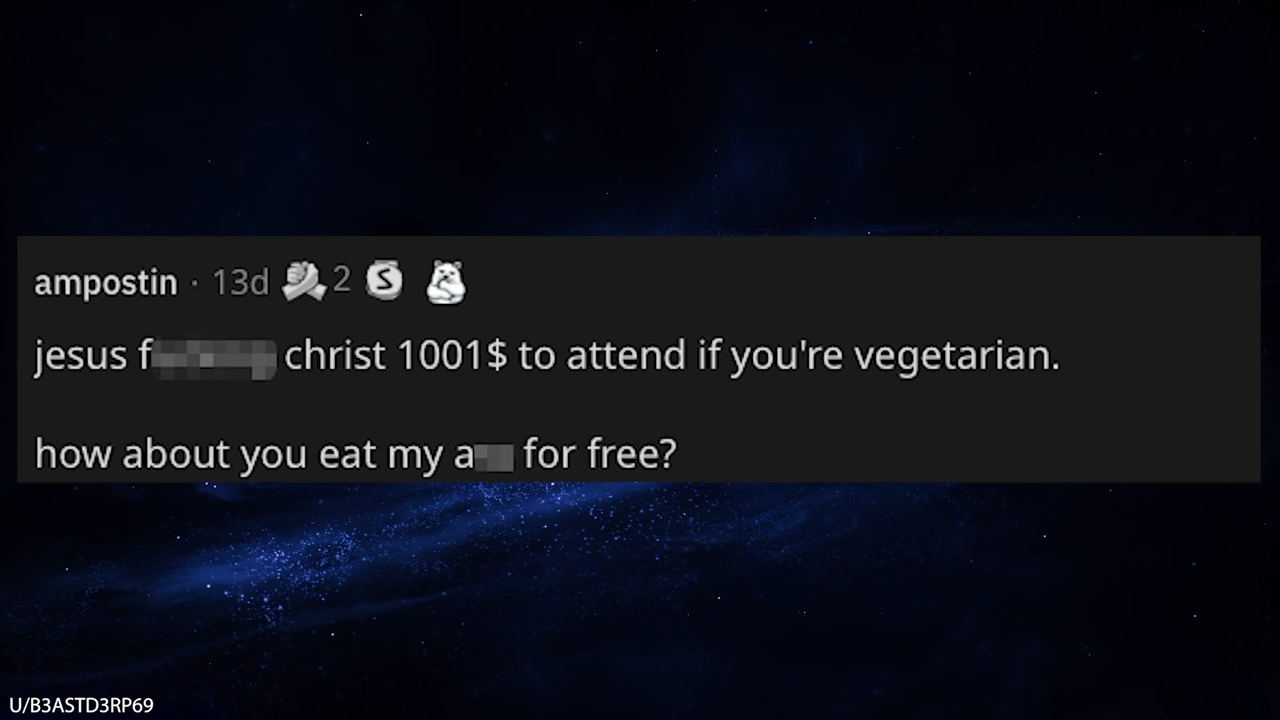 ampostin · 13d 2 S
jesus f christ 1001$ to attend if you're vegetarian.
how about you eat my a for free?
U/B3ASTD3RP69